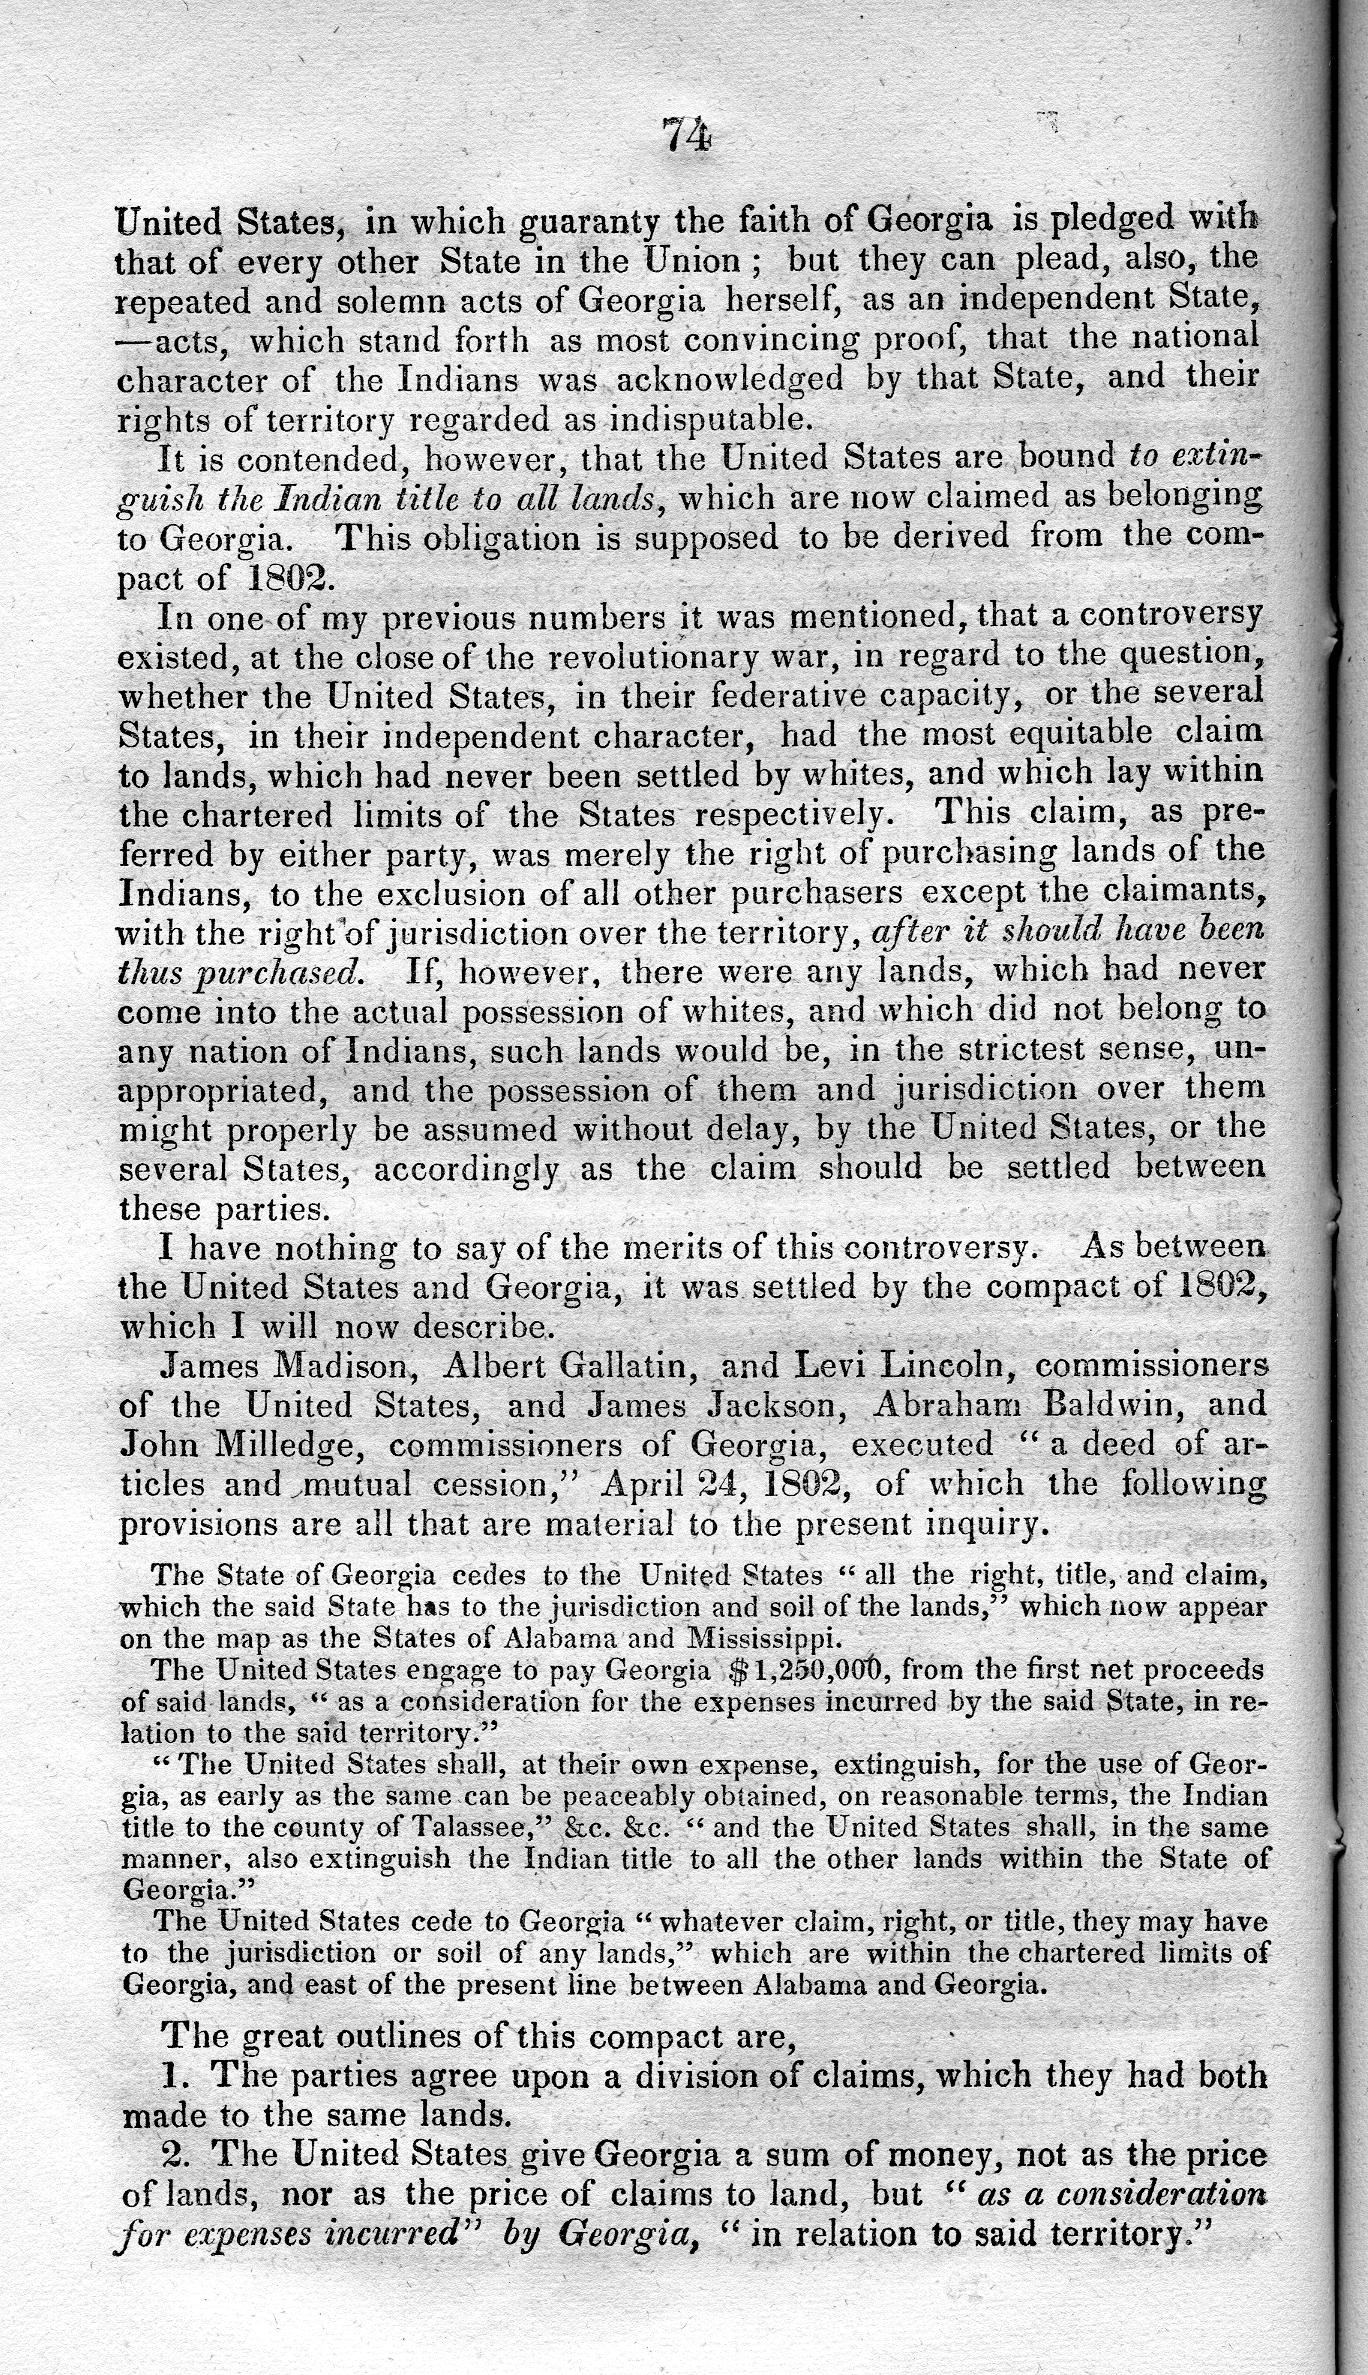 74
United States, in which guaranty the faith of Georgia is pledged with
that of every other State in the Union ; but they can plead, also, the
repeated and solemn acts of Georgia herself, as an independent State,
—acts, which stand forth as most convincing proof, that the national
character of the Indians was acknowledged by that State, and their
rights of territory regarded as indisputable.
It is contended, however, that the United States are bound to extin-
guish the Indian title to all lands, which are now claimed as belonging
to Georgia. This obligation is supposed to be derived from the com-
pact of 1802.
In one of my previous numbers it was mentioned, that a controversy
existed, at the close of the revolutionary war, in regard to the question,
whether the United States, in their federative capacity, or the several
States, in their independent character, had the most equitable claim
to lands, which had never been settled by whites, and which lay within
the chartered limits of the States respectively. This claim, as pre-
ferred by either party, was merely the right of purchasing lands of the
Indians, to the exclusion of all other purchasers except the claimants,
with the right of jurisdiction over the territory, after it should have been
thus purchased. If, however, there were any lands, which had never
come into the actual possession of whites, and which did not belong to
any nation of Indians, such lands would be, in the strictest sense, un-
appropriated, and the possession of them and jurisdiction over them
might properly be assumed without delay, by the United States, or the
several States, accordingly as the claim should be settled between
these parties.
I have nothing to say of the merits of this controversy. As between
the United States and Georgia, it was settled by the compact of 1802,
which I will now describe.
James Madison, Albert Gallatin, and Levi Lincoln, commissioners
of the United States, and James Jackson, Abraham Baldwin, and
John Milledge, commissioners of Georgia, executed “ a deed of ar-
ticles and mutual cession,” April 24, 1802, of which the following
provisions are all that are material to the present inquiry.
The State of Georgia cedes to the United States “ all the right, title, and claim,
which the said State has to the jurisdiction and soil of the lands,” which now appear
on the map as the States of Alabama and Mississippi.
The United States engage to pay Georgia $1,250,000, from the first net proceeds
of said lands, “ as a consideration for the expenses incurred by the said State, in re-
lation to the said territory.”
“ The United States shall, at their own expense, extinguish, for the use of Geor-
gia, as early as the same can be peaceably obtained, on reasonable terms, the Indian
title to the county of Talassee,” &c. &c. “ and the United States shall, in the same
manner, also extinguish the Indian title to all the other lands within the State of
Georgia.”
The United States cede to Georgia “ whatever claim, right, or title, they may have
to the jurisdiction or soil of any lands,” which are within the chartered limits of
Georgia, and east of the present line between Alabama and Georgia.
The great outlines of this compact are,
1. The parties agree upon a division of claims, which they had both
made to the same lands.
2. The United States give Georgia a sum of money, not as the price
of lands, nor as the price of claims to land, but “ as a consideration
for expenses incurred” by Georgia, “ in relation to said territory.”